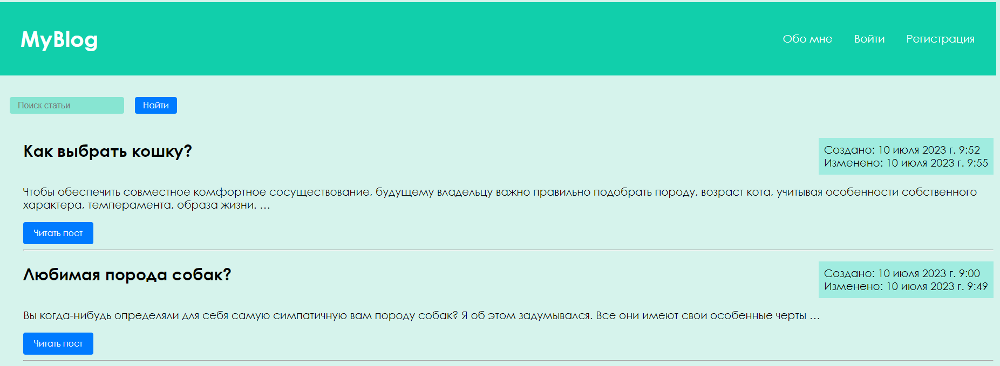 MyBlog
Обо мне
Войти
Регистрация
Поиск статьи
Найти
Как выбрать кошку?
Создано: 10 июля 2023 г. 9:52
Изменено: 10 июля 2023 г. 9:55
Чтобы обеспечить совместное комфортное сосуществование, будущему владельцу важно правильно подобрать породу, возраст кота, учитывая особенности собственного
характера, темперамента, образа жизни. …
Читать пост
Любимая порода собак?
Создано: 10 июля 2023 г. 9:00
Изменено: 10 июля 2023 г. 9:49
Вы когда-нибудь определяли для себя самую симпатичную вам породу собак? Я об этом задумывался. Все они имеют свои особенные черты …
Читать пост